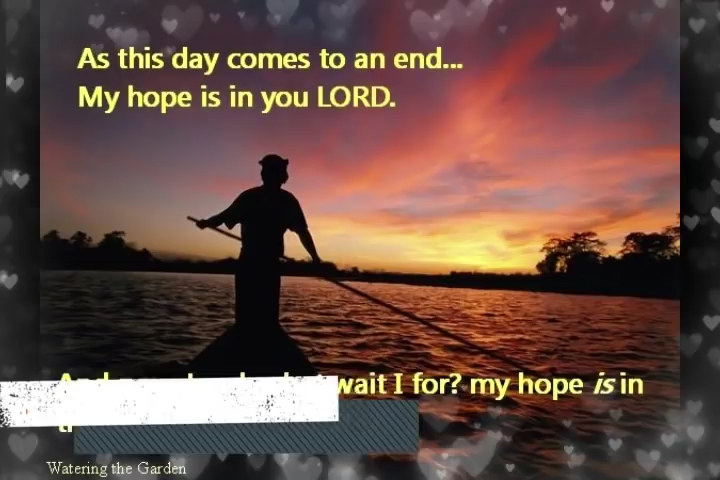 As this day comes to an end...
My hope is in you LORD.
wait I for? my hope is in
Watering the Garden